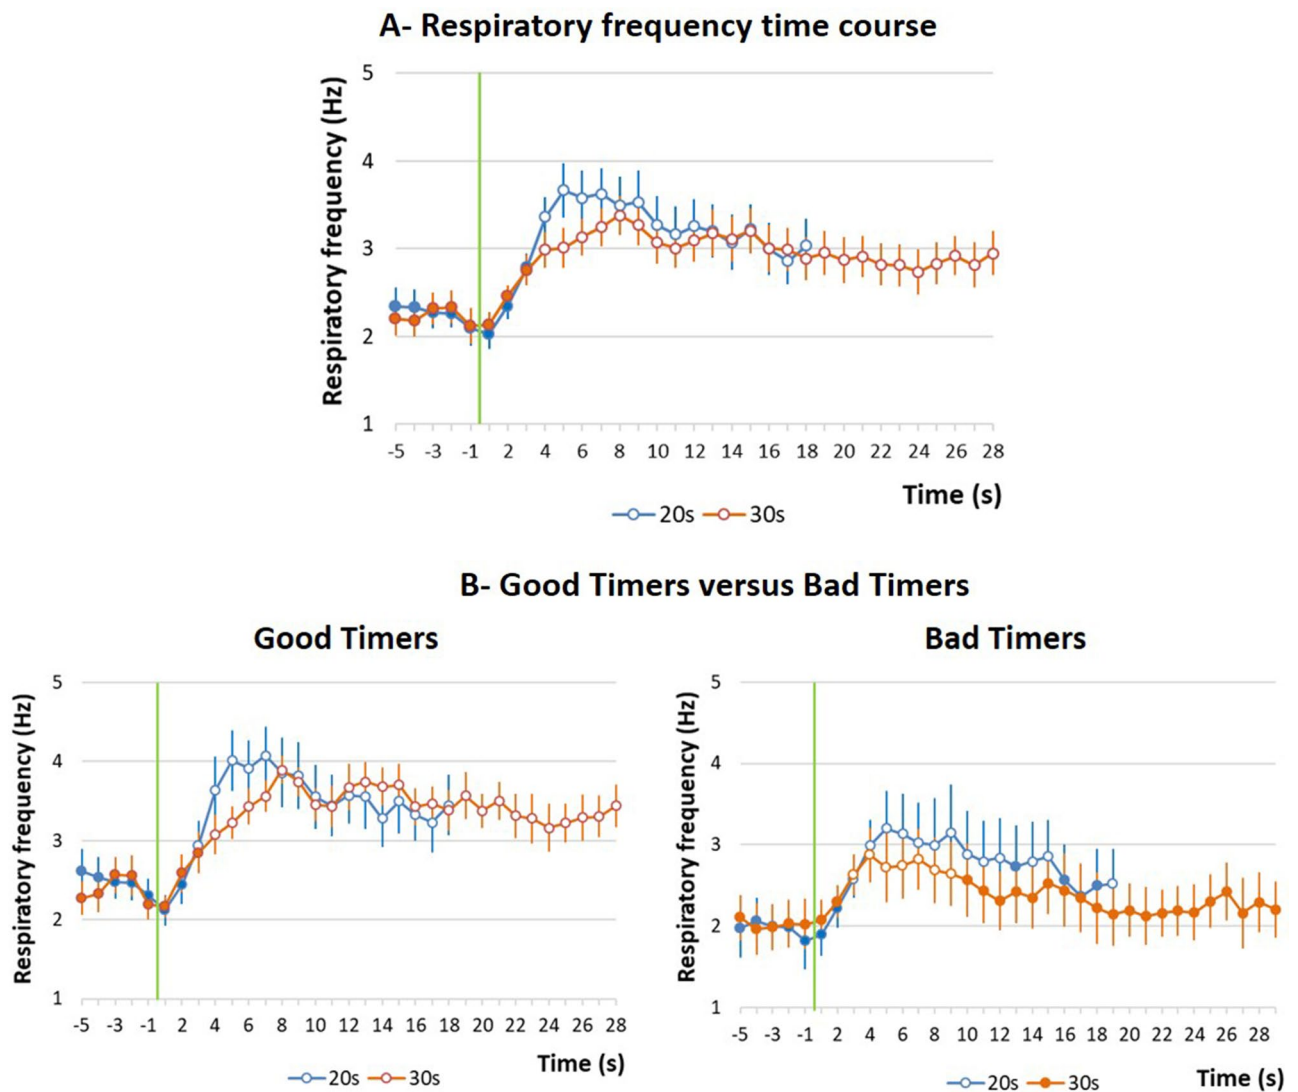 A- Respiratory frequency time course
Respiratory frequency (Hz)
5
4
3
2
1
-5 -3 -1 2 4 6 8 10 12 14 16 18 20 22 24 26 28
Time (s)
20s 30s
B- Good Timers versus Bad Timers
Good Timers
Respiratory frequency (Hz)
5
4
3
2
1
-5 -3 -1 2 4 6 8 10 12 14 16 18 20 22 24 26 28
Time (s)
20s 30s
Bad Timers
Respiratory frequency (Hz)
5
4
3
2
1
-5 -3 -1 2 4 6 8 10 12 14 16 18 20 22 24 26 28
Time (s)
20s 30s